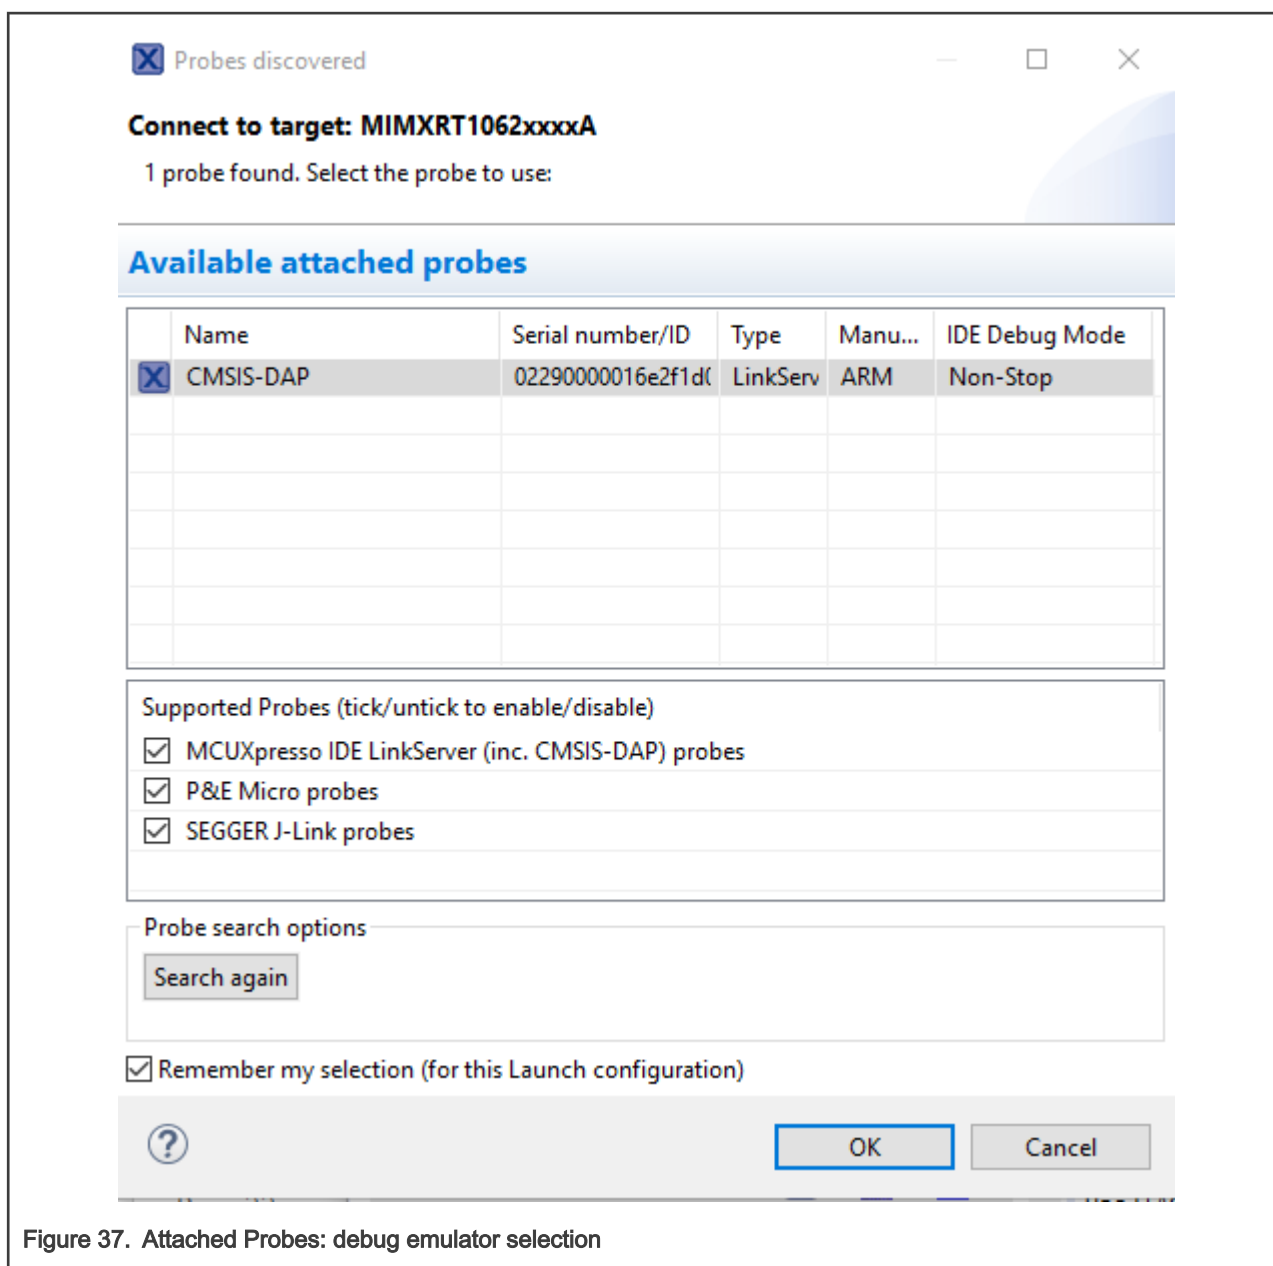 Probes discovered
Connect to target: MIMXRT1062xxxxA
1 probe found. Select the probe to use:
Available attached probes
Name Serial number/ID Type Manu... IDE Debug Mode
CMSIS-DAP 02290000016e2f1d( LinkServ ARM Non-Stop
Supported Probes (tick/untick to enable/disable)
MCUXpresso IDE LinkServer (inc. CMSIS-DAP) probes
P&E Micro probes
SEGGER J-Link probes
Probe search options
Search again
Remember my selection (for this Launch configuration)
OK Cancel
Figure 37. Attached Probes: debug emulator selection